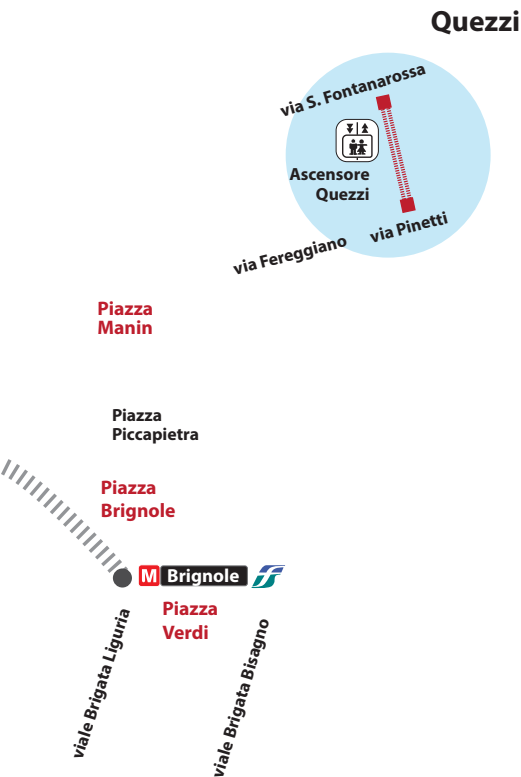 Quezzi
via S. Fontanarossa
Ascensore
Quezzi
via Pinetti
via Fereggiano
Piazza
Manin
Piazza
Piccapietra
Piazza
Brignole
M Brignole
Piazza
Verdi
viale Brigata Liguria
viale Brigata Bisagno